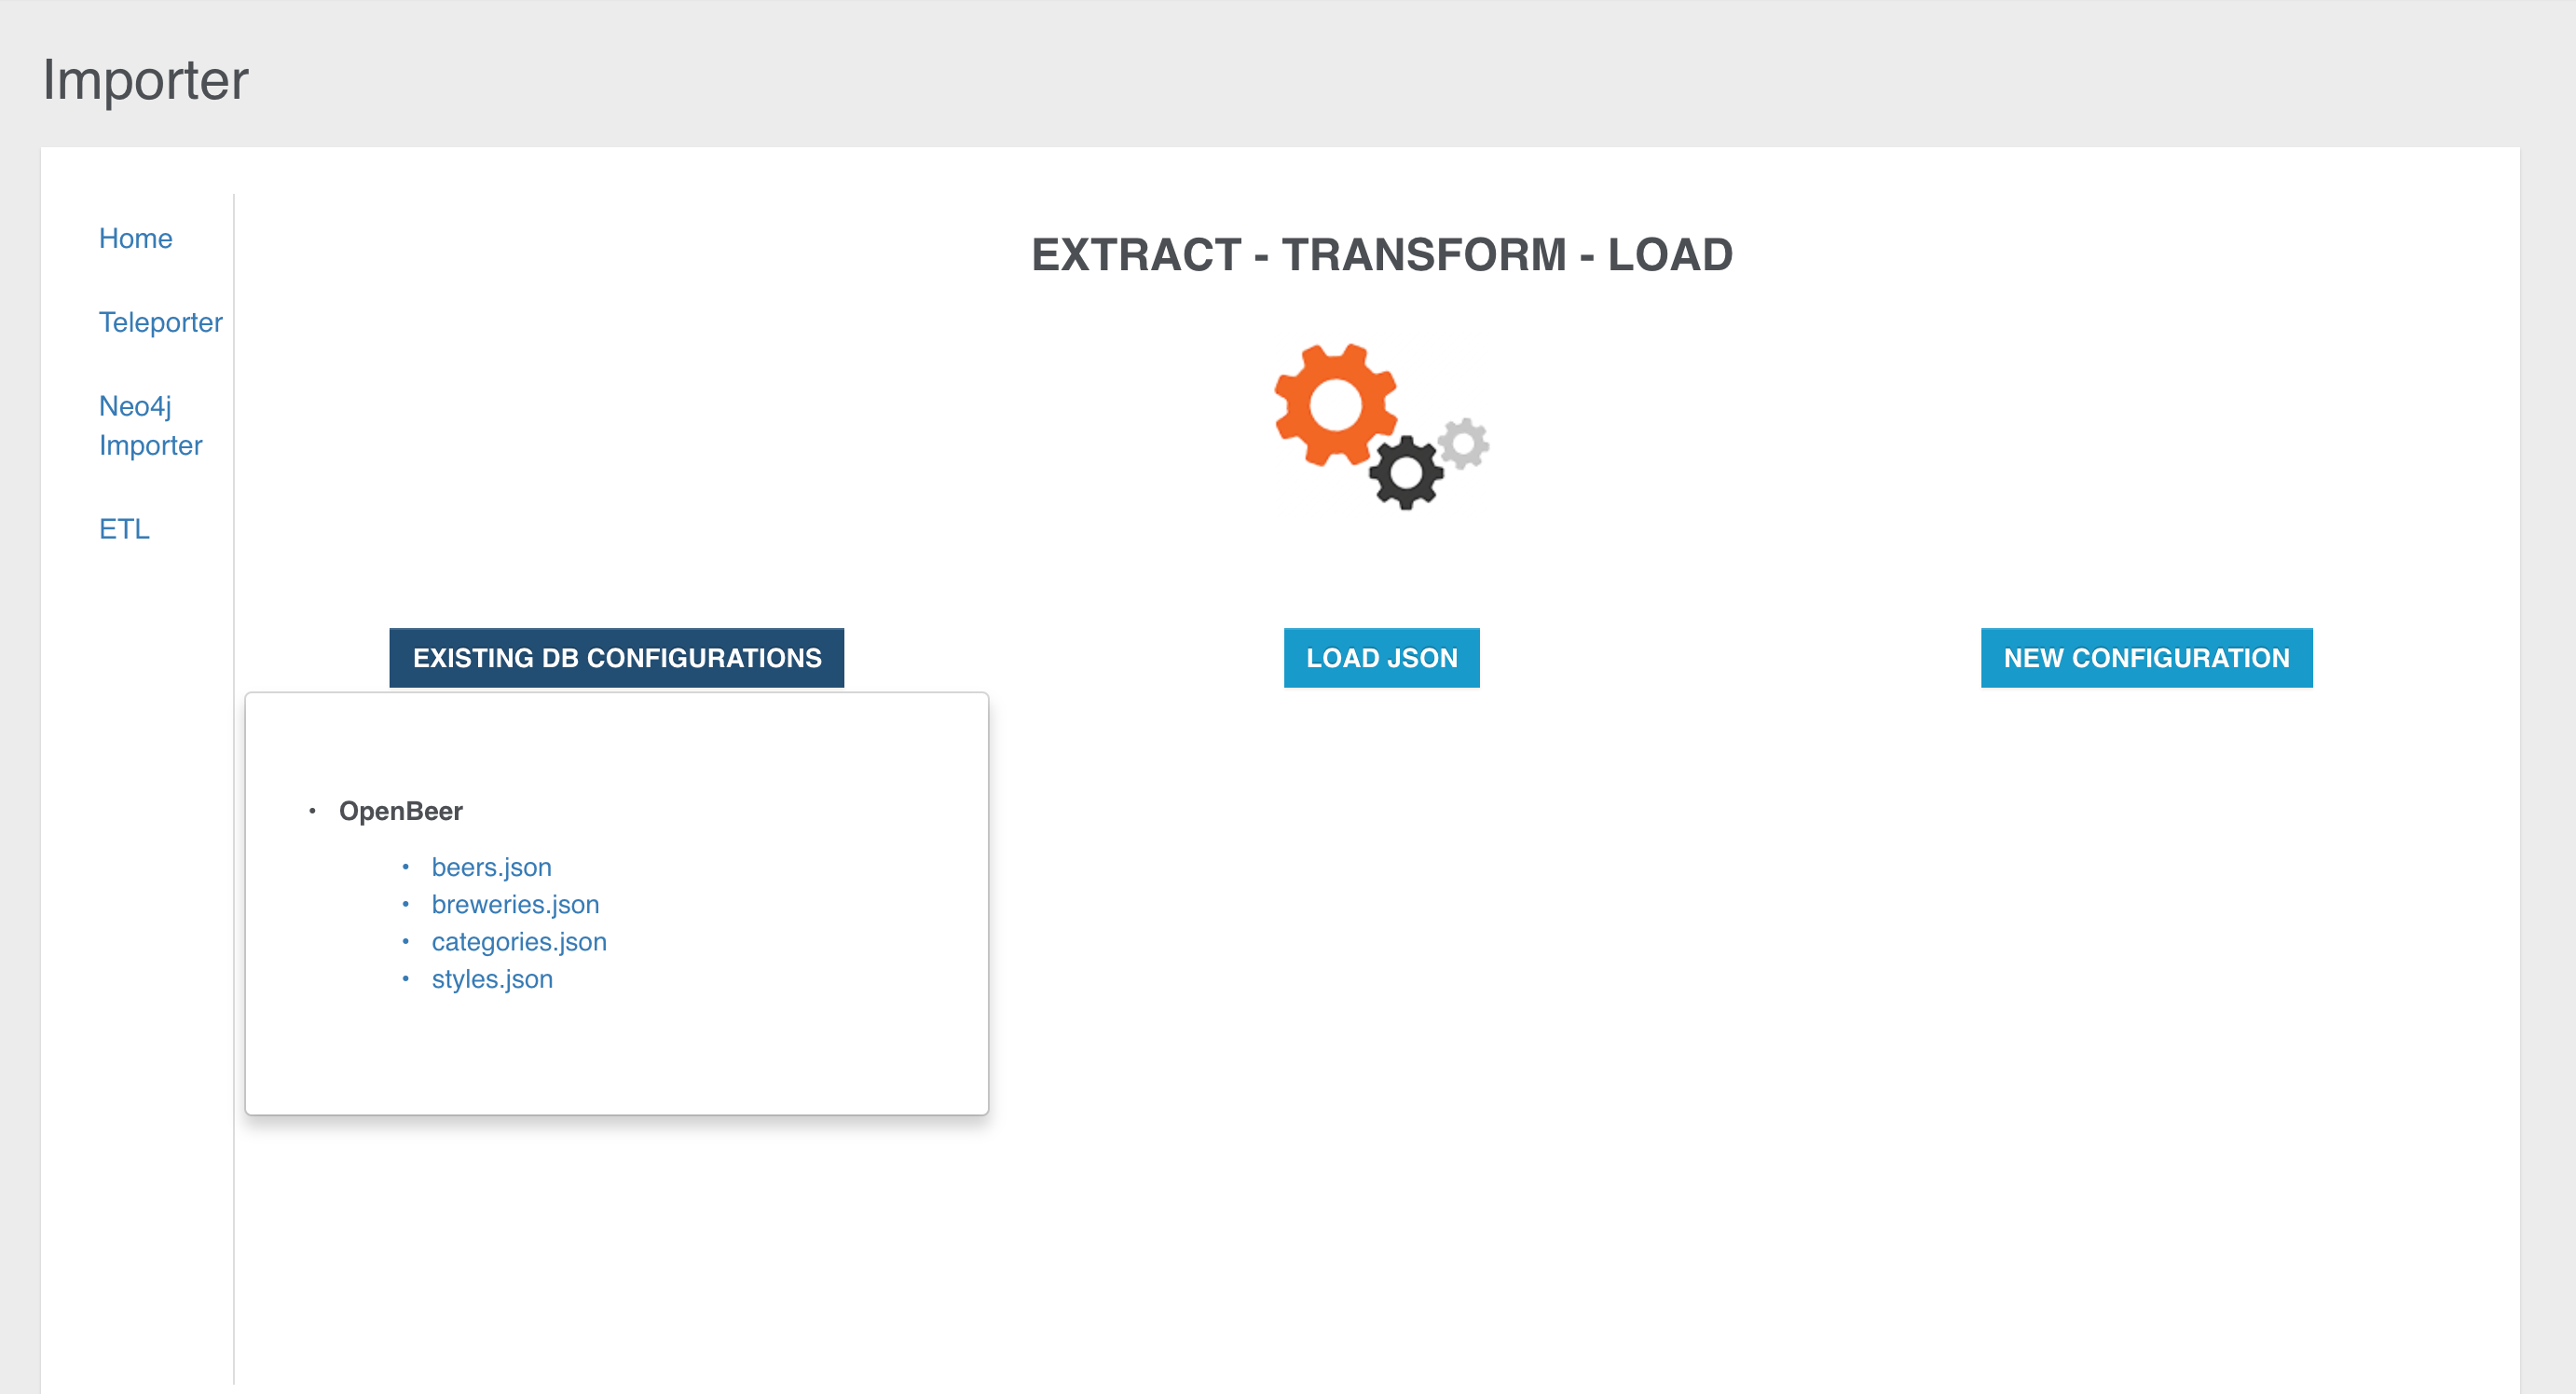 Importer
Home
Teleporter
Neo4j
Importer
ETL
EXTRACT - TRANSFORM - LOAD
EXISTING DB CONFIGURATIONS
LOAD JSON
NEW CONFIGURATION
• OpenBeer
• beers.json
• breweries.json
• categories.json
• styles.json